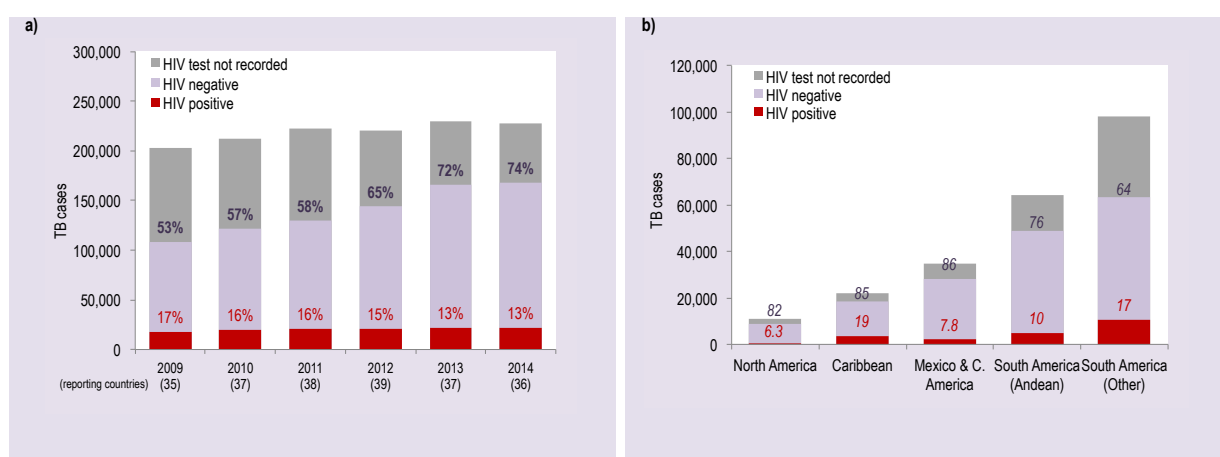 a)
300,000
250,000
200,000
150,000
100,000
50,000
0
TB cases
HIV test not recorded
HIV negative
HIV positive
53%
57%
58%
65%
72%
74%
17%
16%
16%
15%
13%
13%
2009 2010 2011 2012 2013 2014
(reporting countries) (35) (37) (38) (39) (37) (36)
b)
120,000
100,000
80,000
60,000
40,000
20,000
0
TB cases
HIV test not recorded
HIV negative
HIV positive
82
85
86
76
64
6.3
19
7.8
10
17
North America Caribbean Mexico & C. South America South America
America (Andean) (Other)